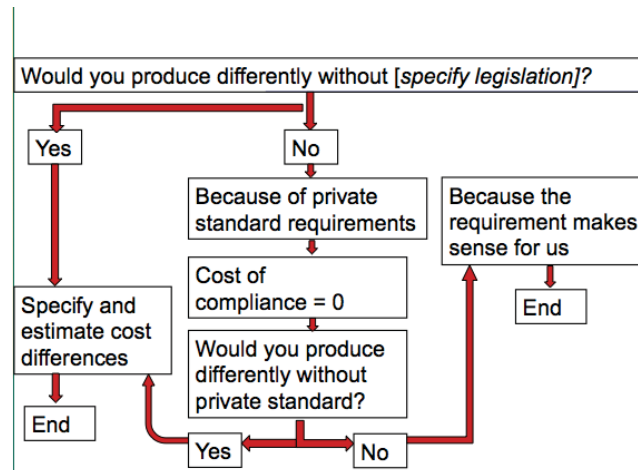 Would you produce differently without [specify legislation]?
Yes
No
Because of private
standard requirements
Because the
requirement makes
sense for us
Cost of
compliance = 0
End
Specify and
estimate cost
differences
Would you produce
differently without
private standard?
End
Yes
No